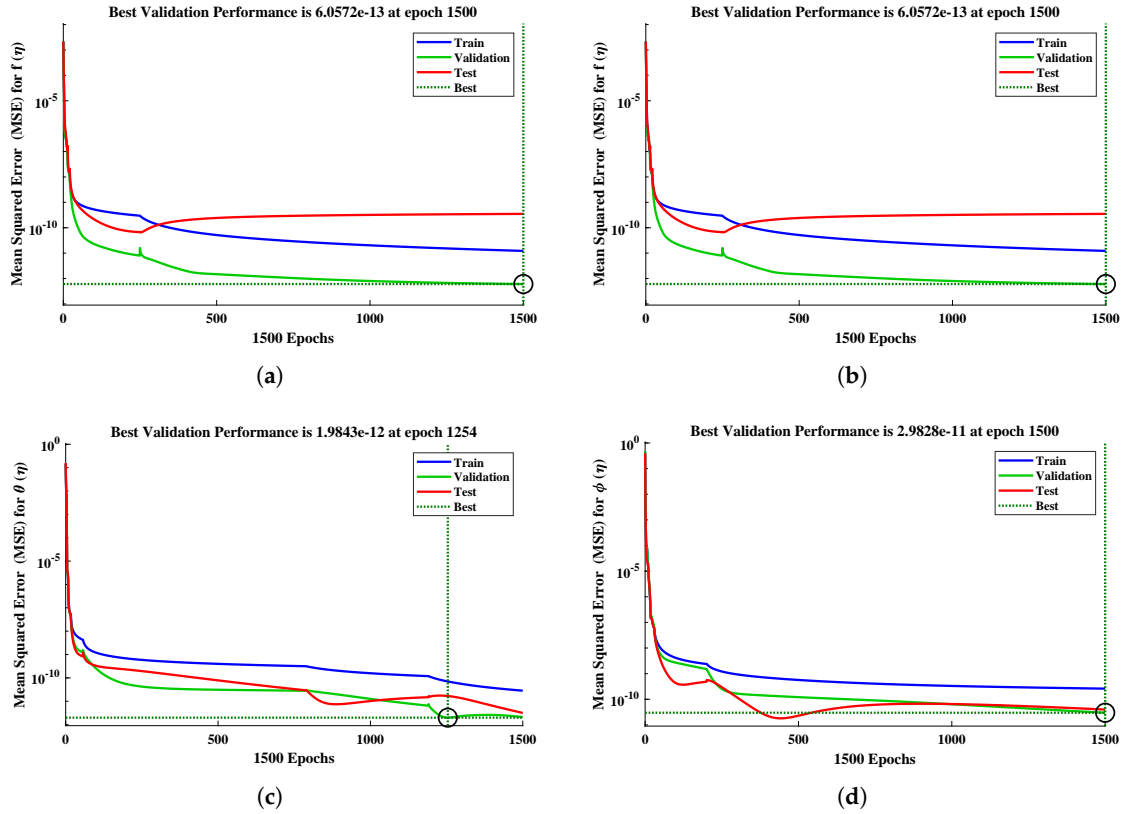 Best Validation Performance is 6.0572e-13 at epoch 1500
Mean Squared Error (MSE) for f (η)
10^-5
10^-10
Train
Validation
Test
Best
0 500 1000 1500
1500 Epochs
(a)
Best Validation Performance is 6.0572e-13 at epoch 1500
Mean Squared Error (MSE) for f (η)
10^-5
10^-10
Train
Validation
Test
Best
0 500 1000 1500
1500 Epochs
(b)
Best Validation Performance is 1.9843e-12 at epoch 1254
Mean Squared Error (MSE) for θ (η)
10^0
10^-5
10^-10
Train
Validation
Test
Best
0 500 1000 1500
1500 Epochs
(c)
Best Validation Performance is 2.9828e-11 at epoch 1500
Mean Squared Error (MSE) for ϕ (η)
10^0
10^-5
10^-10
Train
Validation
Test
Best
0 500 1000 1500
1500 Epochs
(d)